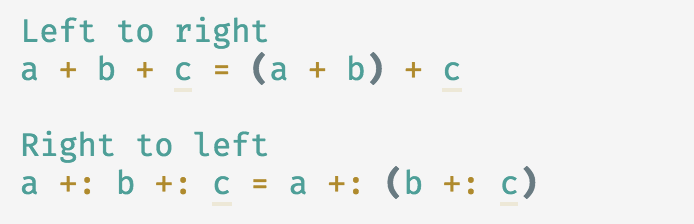 Left to right
a + b + c = (a + b) + c
Right to left
a +: b +: c = a +: (b +: c)